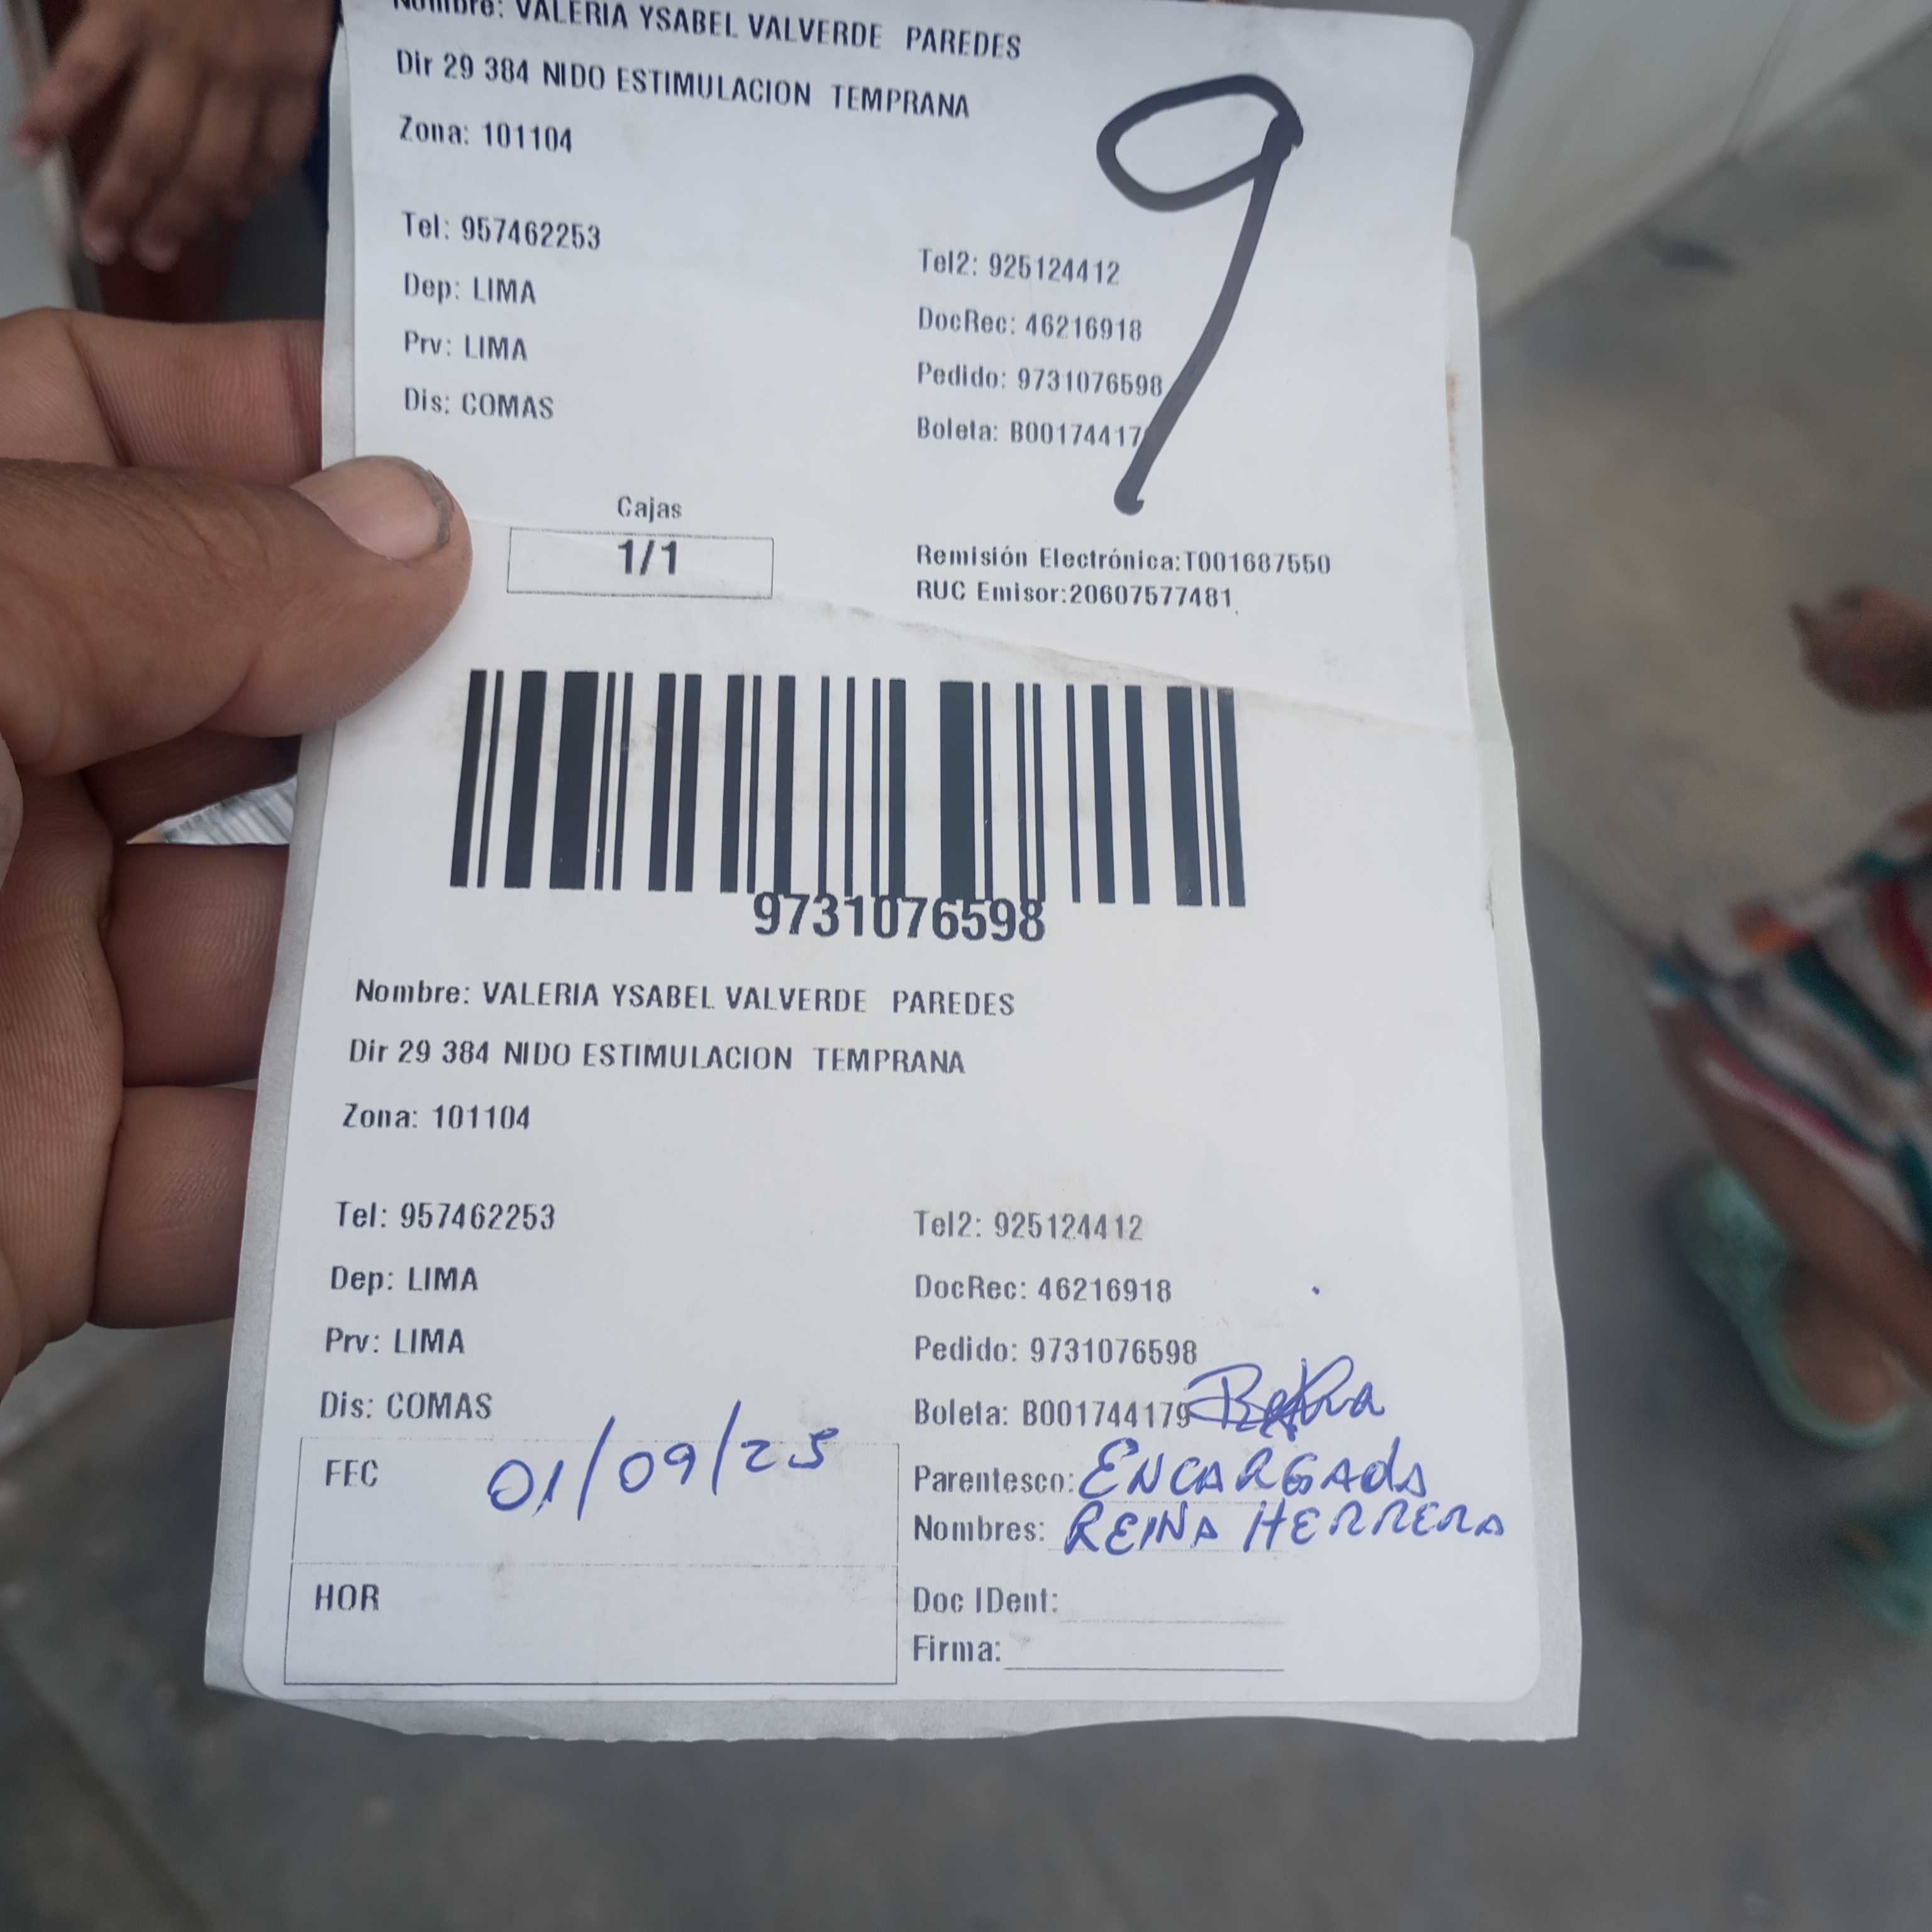 Nombre: VALERIA YSABEL VALVERDE PAREDES
Dir 29 384 NIDO ESTIMULACION TEMPRANA
Zona: 101104
9
Tel: 957462253
Tel2: 925124412
Dep: LIMA
DocRec: 46216918
Prv: LIMA
Pedido: 9731076598
Dis: COMAS
Boleta: B00174417
Cajas
1/1
Remisión Electrónica:T001687550
RUC Emisor:20607577481
9731076598
Nombre: VALERIA YSABEL VALVERDE PAREDES
Dir 29 384 NIDO ESTIMULACION TEMPRANA
Zona: 101104
Tel: 957462253
Tel2: 925124412
Dep: LIMA
DocRec: 46216918
Prv: LIMA
Pedido: 9731076598
Dis: COMAS
Boleta: B001744179
FEC 01/09/25
Parentesco: ENCARGADA
Nombres: REINA HERRERA
HOR
Doc IDent:
Firma: